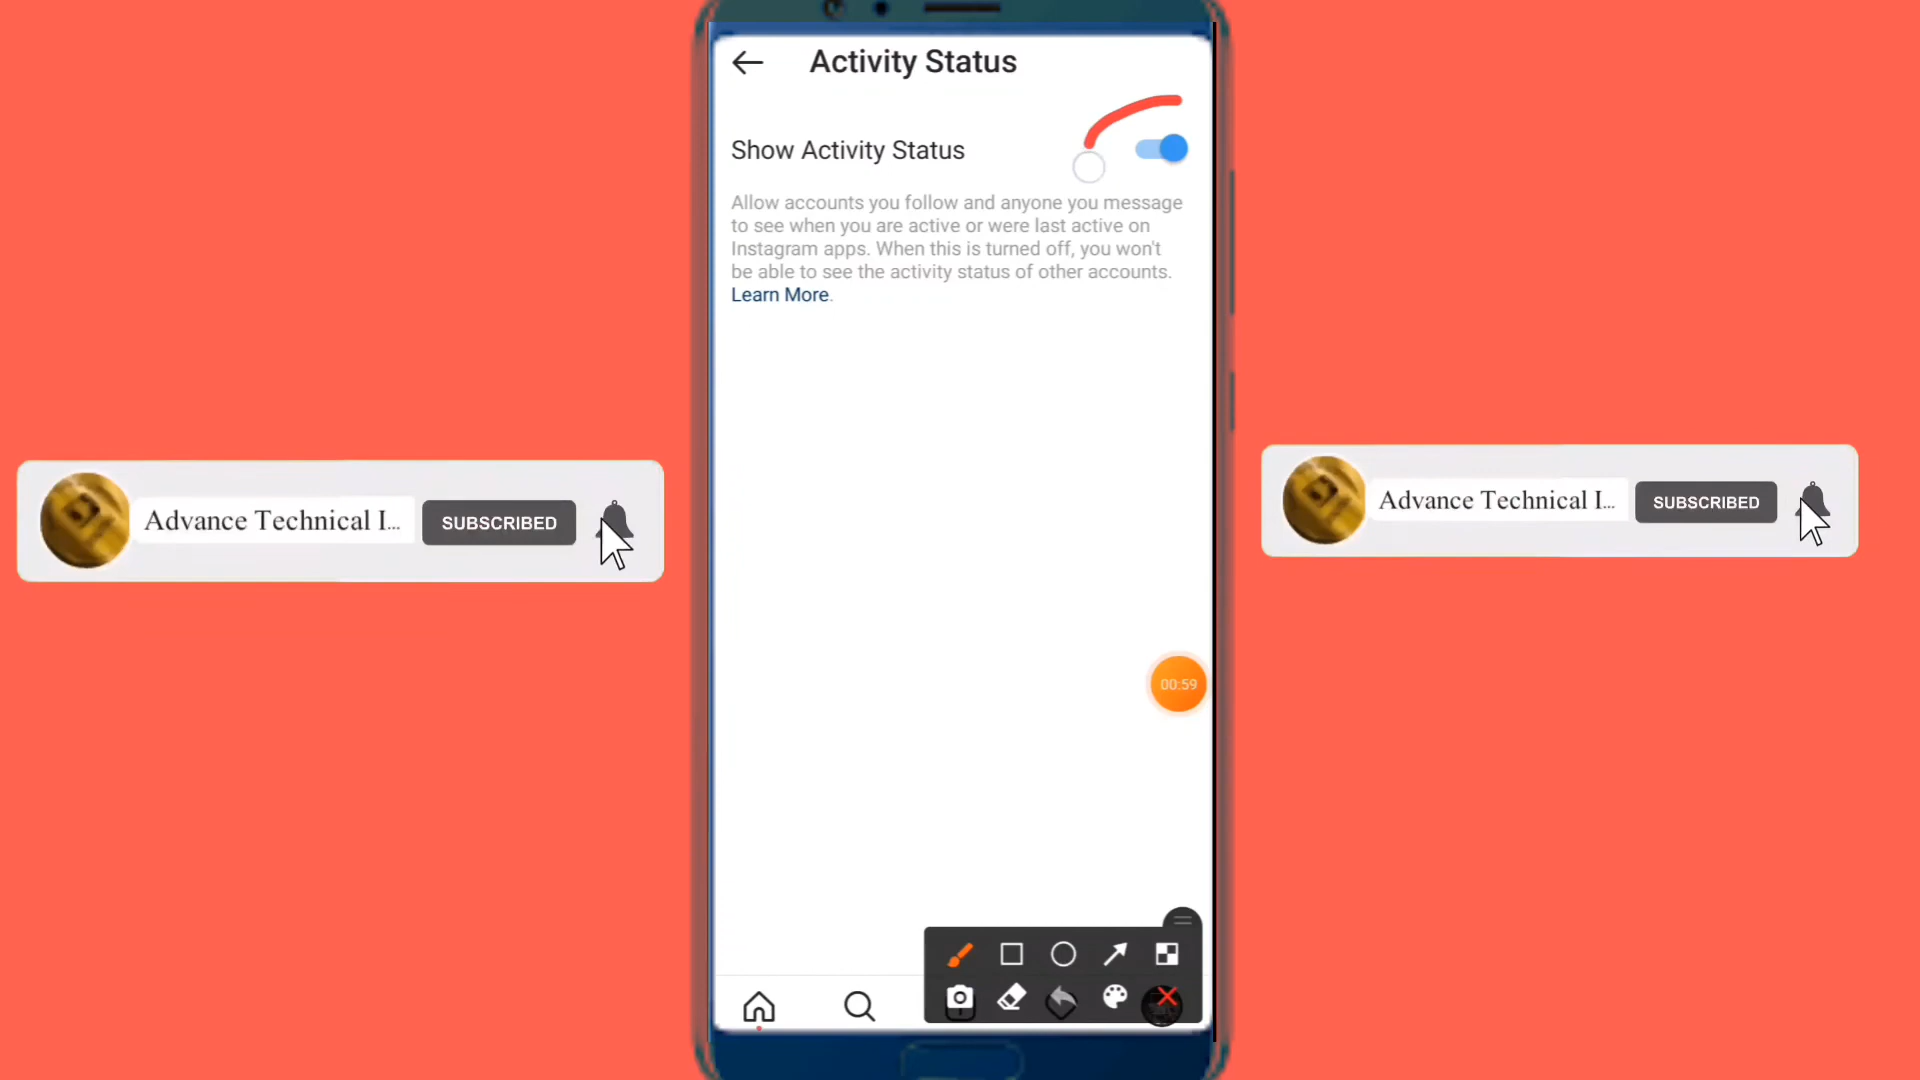 Activity Status
Show Activity Status
Allow accounts you follow and anyone you message
to see when you are active or were last active on
Instagram apps. When this is turned off, you won't
be able to see the activity status of other accounts.
Learn More.
Advance Technical I...
SUBSCRIBED
Advance Technical I...
SUBSCRIBED
00:59